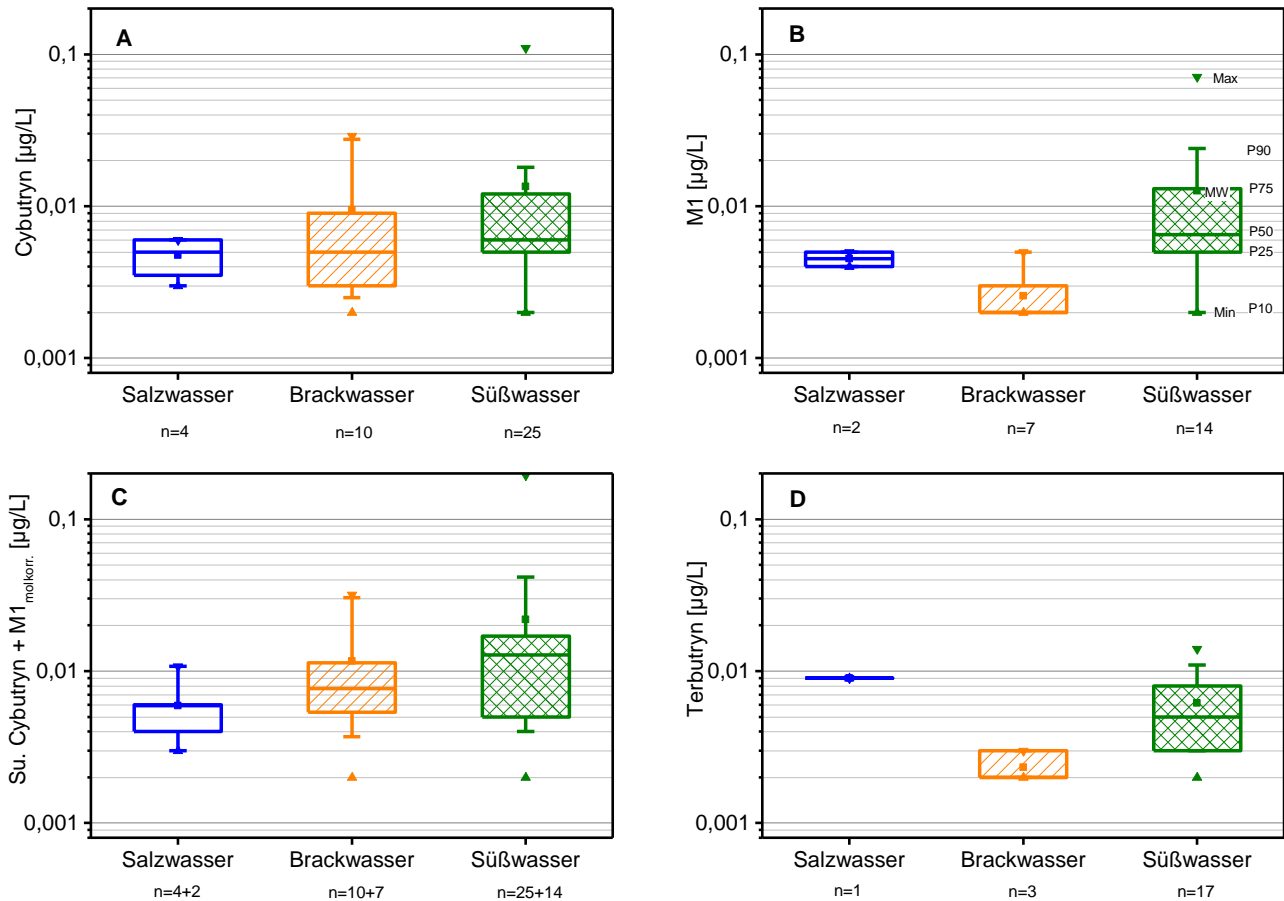 A
Cybutryn [µg/L]
0,1
0,01
0,001
Salzwasser Brackwasser Süßwasser
n=4 n=10 n=25
B
M1 [µg/L]
0,1
0,01
0,001
Max
P90
MW P75
P50
P25
Min P10
Salzwasser Brackwasser Süßwasser
n=2 n=7 n=14
C
Su. Cybutryn + M1molkorr. [µg/L]
0,1
0,01
0,001
Salzwasser Brackwasser Süßwasser
n=4+2 n=10+7 n=25+14
D
Terbutryn [µg/L]
0,1
0,01
0,001
Salzwasser Brackwasser Süßwasser
n=1 n=3 n=17